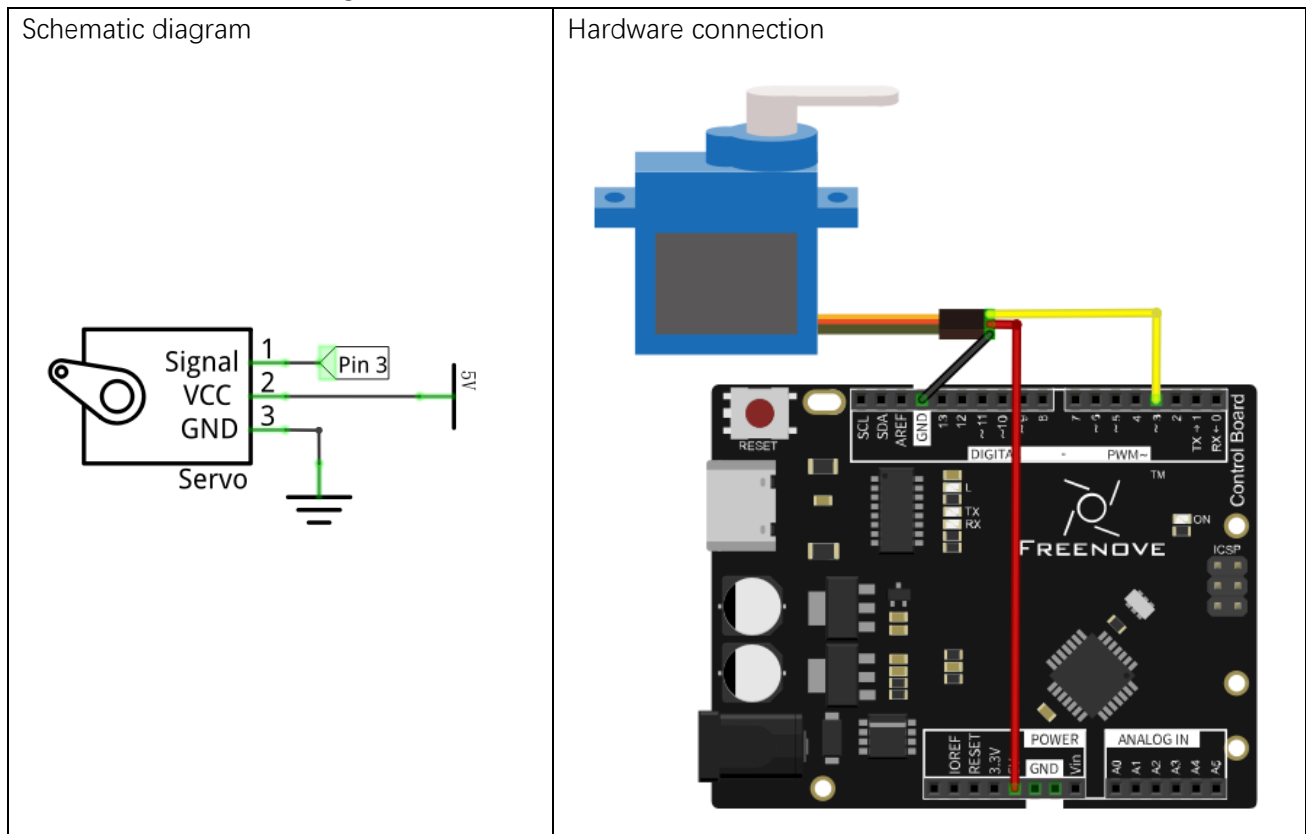 Schematic diagram
Signal
VCC
GND
1
2
3
Pin 3
5V
Servo
Hardware connection
RESET
SCL
SDA
AREF
GND
13
12
~11
~10
~9
8
7
~6
~5
4
~3
2
TX→1
RX←0
DIGITAL
-
PWM~
TM
Control Board
L
TX
RX
FREENOVE
ON
ICSP
IOREF
RESET
3.3V
GND
Vin
POWER
ANALOG IN
A0
A1
A2
A3
A4
A5